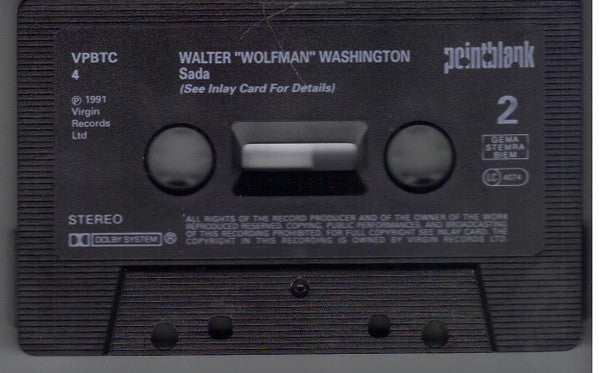 VPBTC
4
WALTER "WOLFMAN" WASHINGTON
Sada
(See Inlay Card For Details)
pointblank
℗ 1991
Virgin
Records
Ltd
2
GEMA
STEMRA
BIEM
LC 4074
STEREO
DOLBY SYSTEM ®
ALL RIGHTS OF THE RECORD PRODUCER AND OF THE OWNER OF THE WORK
REPRODUCED RESERVED. COPYING, PUBLIC PERFORMANCES, AND BROADCASTING
OF THIS RECORDING PROHIBITED. FOR FULL COPYRIGHT SEE INLAY CARD. THE
COPYRIGHT IN THIS RECORDING IS OWNED BY VIRGIN RECORDS LTD.